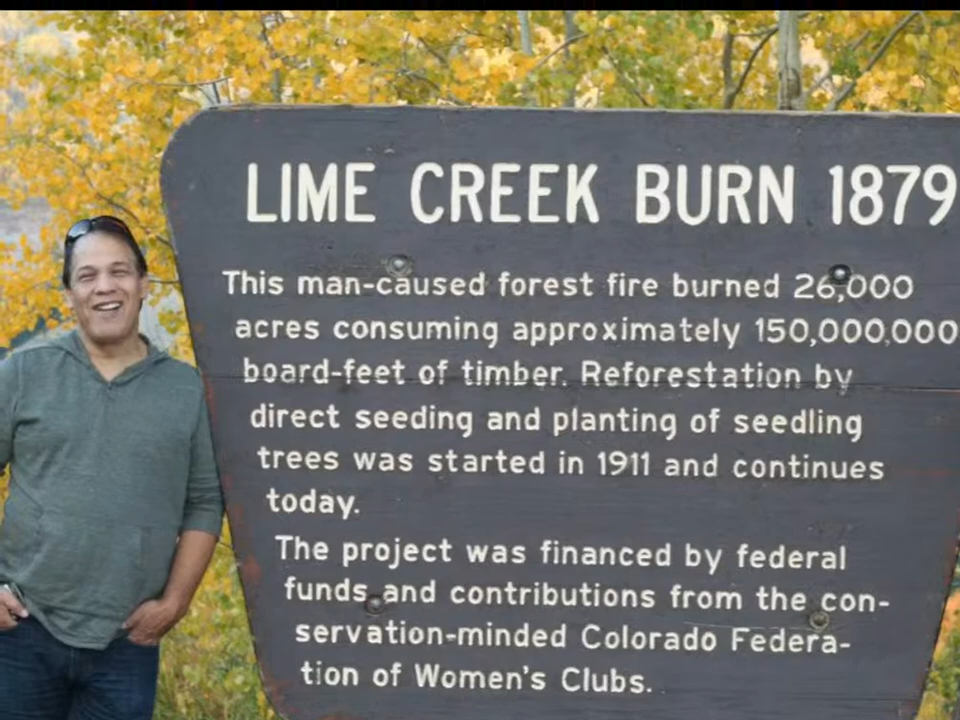 LIME CREEK BURN 1879
This man-caused forest fire burned 26,000
acres consuming approximately 150,000,000
board-feet of timber. Reforestation by
direct seeding and planting of seedling
trees was started in 1911 and continues
today.
The project was financed by federal
funds and contributions from the con-
servation-minded Colorado Federa-
tion of Women's Clubs.